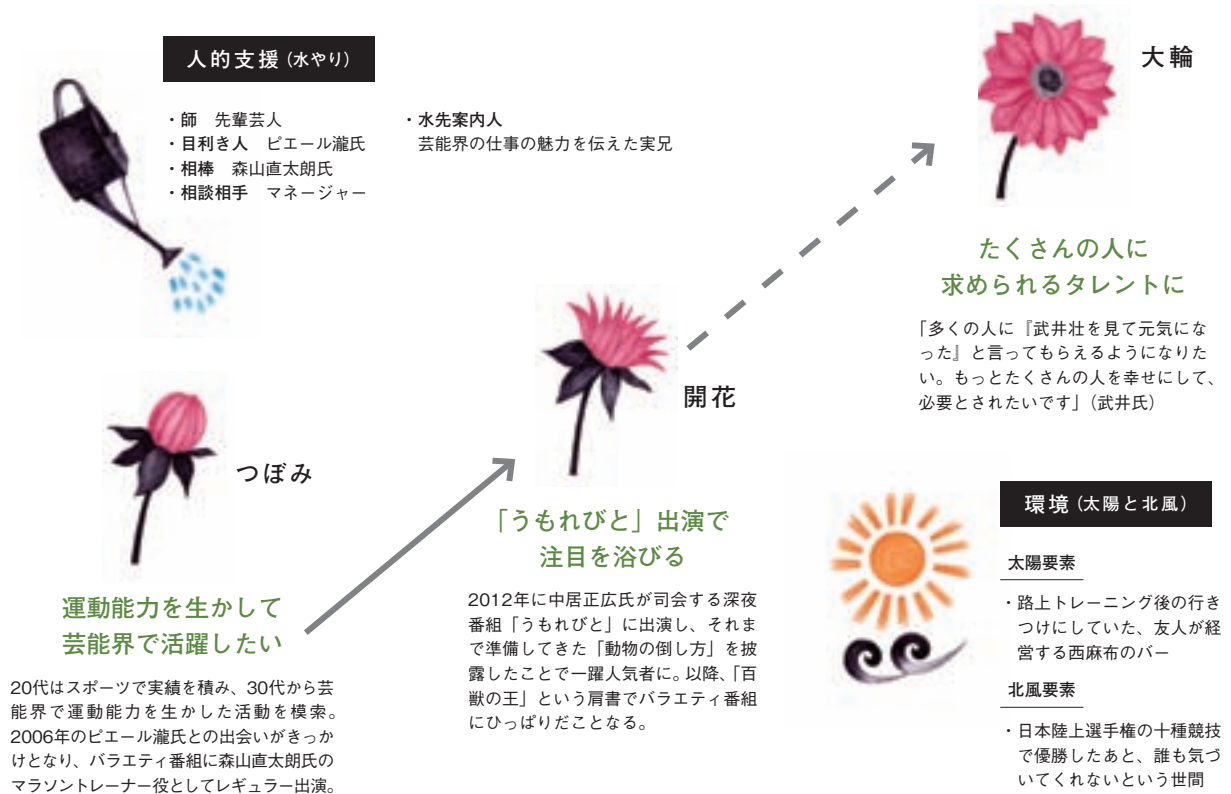 人的支援（水やり）
・師　先輩芸人
・目利き人　ピエール瀧氏
・相棒　森山直太朗氏
・相談相手　マネージャー
・水先案内人
芸能界の仕事の魅力を伝えた実兄
大輪
たくさんの人に
求められるタレントに
「多くの人に『武井壮を見て元気にな
った』と言ってもらえるようになりた
い。もっとたくさんの人を幸せにして、
必要とされたいです」（武井氏）
開花
「うもれびと」出演で
注目を浴びる
2012年に中居正広氏が司会する深夜
番組「うもれびと」に出演し、それま
で準備してきた「動物の倒し方」を披
露したことで一躍人気者に。以降、「百
獣の王」という肩書でバラエティ番組
にひっぱりだことなる。
つぼみ
運動能力を生かして
芸能界で活躍したい
20代はスポーツで実績を積み、30代から芸
能界で運動能力を生かした活動を模索。
2006年のピエール瀧氏との出会いがきっか
けとなり、バラエティ番組に森山直太朗氏の
マラソントレーナー役としてレギュラー出演。
環境（太陽と北風）
太陽要素
・路上トレーニング後の行き
つけにしていた、友人が経
営する西麻布のバー
北風要素
・日本陸上選手権の十種競技
で優勝したあと、誰も気づ
いてくれないという世間